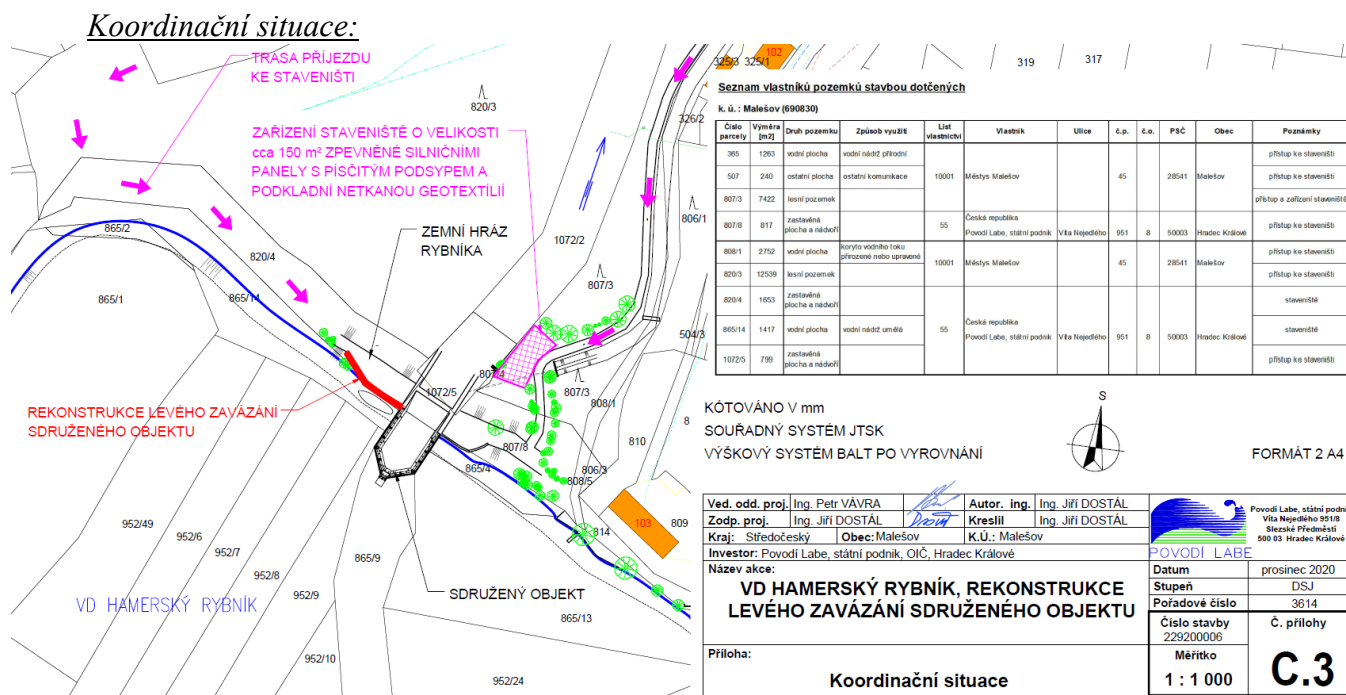 Koordinační situace:
TRASA PŘÍJEZDU
KE STAVENIŠTI
ZAŘÍZENÍ STAVENIŠTĚ O VELIKOSTI
cca 150 m² ZPEVNĚNÉ SILNIČNÍMI
PANELY S PÍSČITÝM PODSYPEM A
PODKLADNÍ NETKANOU GEOTEXTÍLIÍ
ZEMNÍ HRÁZ
RYBNÍKA
REKONSTRUKCE LEVÉHO ZAVÁZÁNÍ
SDRUŽENÉHO OBJEKTU
SDRUŽENÝ OBJEKT
VD HAMERSKÝ RYBNÍK
820/3
326/2
806/1
1072/2
807/3
504/3
865/2
820/4
865/1
865/14
807/4
1072/5
807/3
808/1
810
8
807/8
865/4
806/3
808/5
103
809
814
952/49
952/6
952/7
952/8
952/9
865/9
865/13
952/10
952/24
325/3
325/1
102
319
317
Seznam vlastníků pozemků stavbou dotčených
k. ú. : Malešov (690830)
Číslo parcely Výměra [m2] Druh pozemku Způsob využití List vlastnictví Vlastník Ulice č.p. č.o. PSČ Obec Poznámky
365 1263 vodní plocha vodní nádrž přírodní přístup ke staveništi
507 240 ostatní plocha ostatní komunikace 10001 Městys Malešov 45 28541 Malešov přístup ke staveništi
807/3 7422 lesní pozemek přístup a zařízení staveniště
807/8 817 zastavěná plocha a nádvoří 55 Česká republika Povodí Labe, státní podnik Víta Nejedlého 951 8 50003 Hradec Králové přístup ke staveništi
808/1 2752 vodní plocha koryto vodního toku přirozené nebo upravené 10001 Městys Malešov 45 28541 Malešov přístup ke staveništi
820/3 12539 lesní pozemek přístup ke staveništi
820/4 1653 zastavěná plocha a nádvoří staveniště
865/14 1417 vodní plocha vodní nádrž umělá 55 Česká republika Povodí Labe, státní podnik Víta Nejedlého 951 8 50003 Hradec Králové staveniště
1072/5 799 zastavěná plocha a nádvoří přístup ke staveništi
KÓTOVÁNO V mm
SOUŘADNÝ SYSTÉM JTSK
VÝŠKOVÝ SYSTÉM BALT PO VYROVNÁNÍ
S
FORMÁT 2 A4
Ved. odd. proj. Ing. Petr VÁVRA Autor. ing. Ing. Jiří DOSTÁL
Zodp. proj. Ing. Jiří DOSTÁL Kreslil Ing. Jiří DOSTÁL
Kraj: Středočeský Obec: Malešov K.Ú.: Malešov
Investor: Povodí Labe, státní podnik, OIČ, Hradec Králové
Název akce:
VD HAMERSKÝ RYBNÍK, REKONSTRUKCE
LEVÉHO ZAVÁZÁNÍ SDRUŽENÉHO OBJEKTU
Příloha:
Koordinační situace
POVODÍ LABE
Povodí Labe, státní podni
Víta Nejedlého 951/8
Slezské Předměstí
500 03 Hradec Králové
Datum prosinec 2020
Stupeň DSJ
Pořadové číslo 3614
Číslo stavby
229200006
Č. přílohy
C.3
Měřítko
1 : 1 000